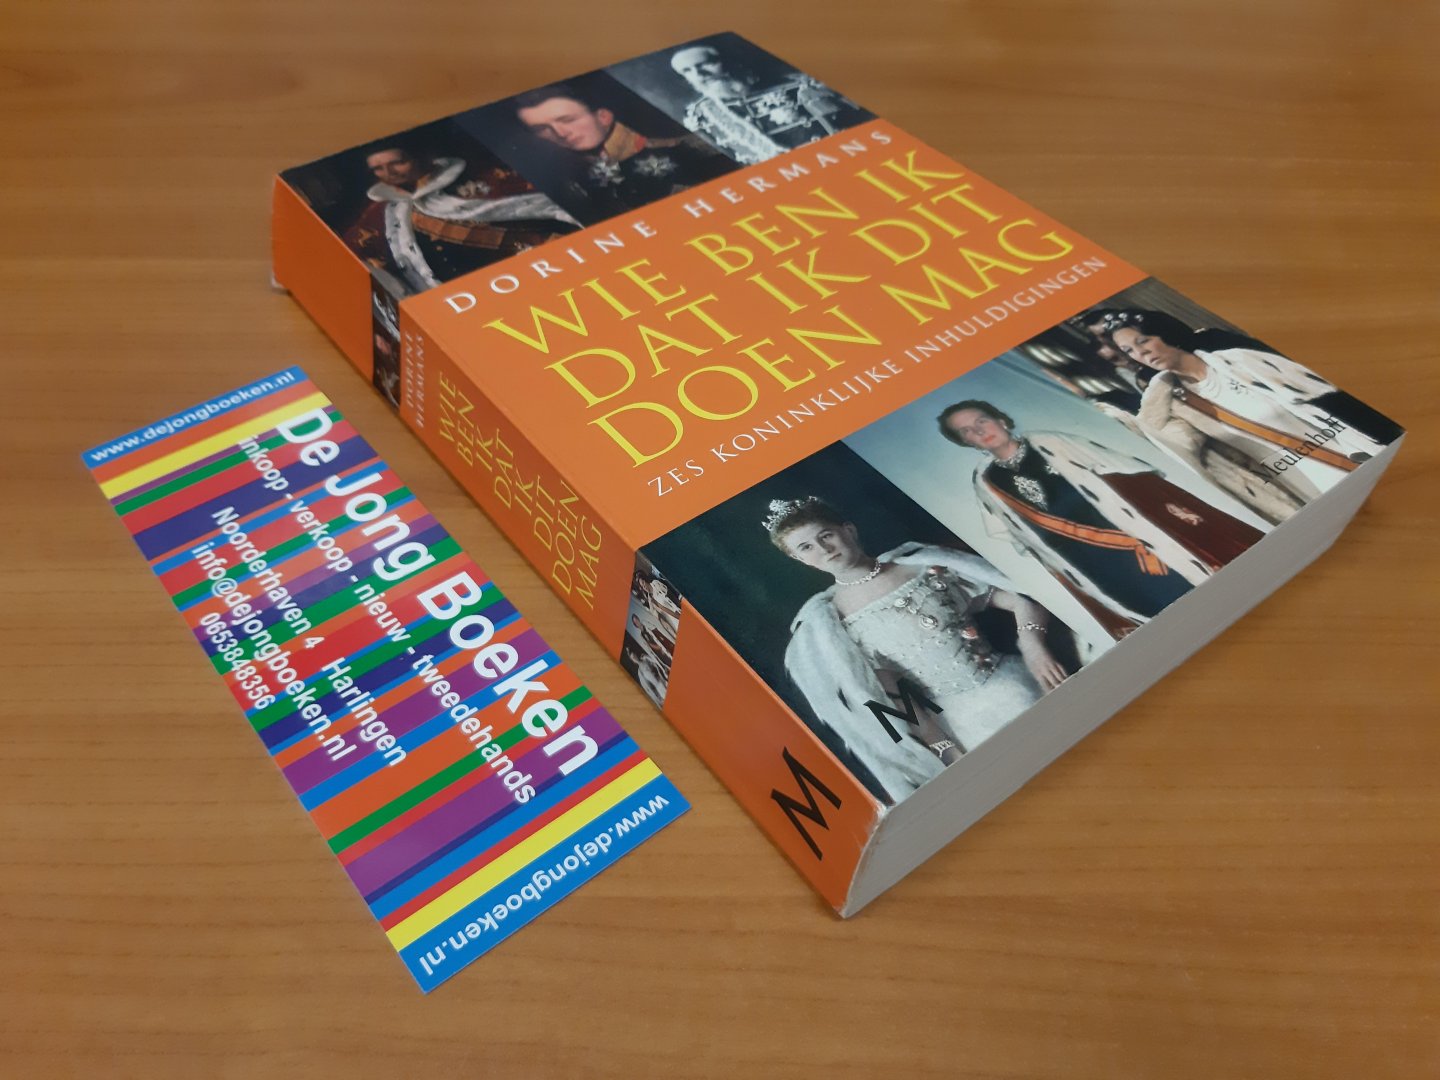 DORINE HERMANS
WIE BEN IK
DAT IK DIT
DOEN MAG
ZES KONINKLIJKE INHULDIGINGEN
Meulenhoff
M
DORINE
HERMANS
WIE
BEN
IK
DAT
IK
DIT
DOEN
MAG
M
www.dejongboeken.nl
De Jong Boeken
inkoop - verkoop - nieuw - tweedehands
Noorderhaven 4 Harlingen
info@dejongboeken.nl
0653848356
www.dejongboeken.nl